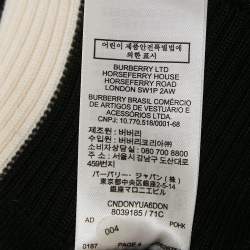 어린이 제품안전특별법에
의한 표시
BURBERRY LTD
HORSEFERRY HOUSE
HORSEFERRY ROAD
LONDON SW1P 2AW
BURBERRY BRASIL COMÉRCIO
DE ARTIGOS DE VESTUÁRIO E
ACESSÓRIOS LTDA
CNPJ: 10.770.518/0001-68
제조원 : 버버리
수입원 : 버버리코리아㈜
소비자상담실 : 080 700 8800
주소 : 서울시 강남구 도산대로
459번지
バーバリー・ジャパン(株)
東京都中央区銀座2-5-14
銀座マロニエビル
CNDONYUA6DDN
8039185 / 71C
AD
POHK
004
0187
PAGE 4